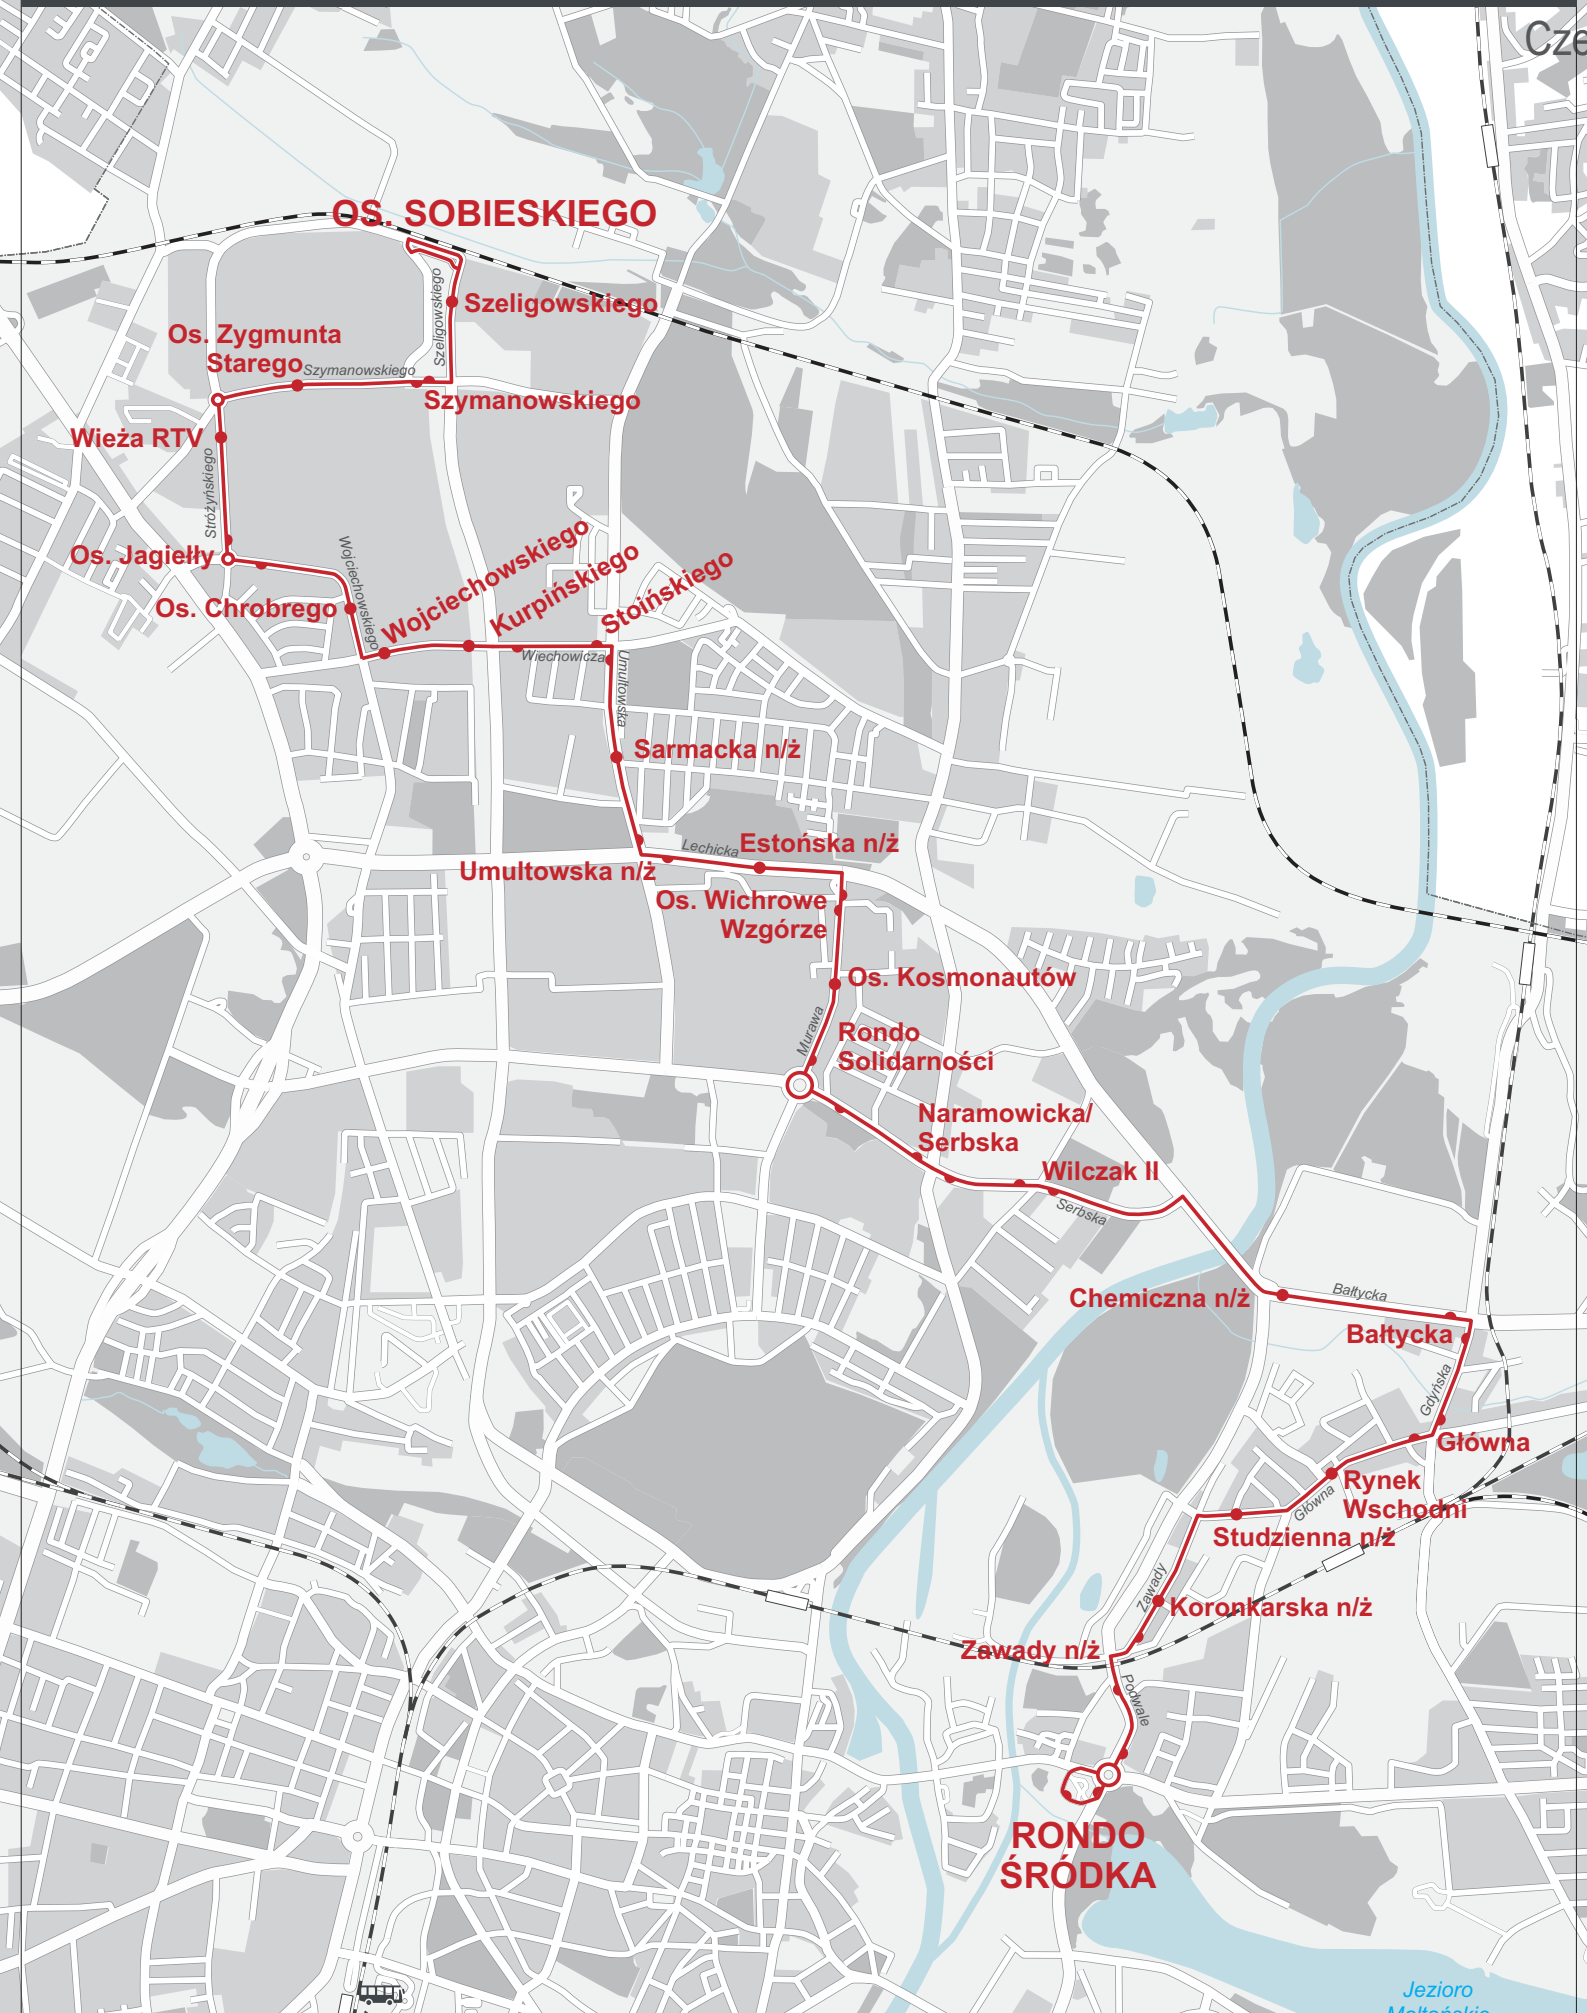 Cze
OS. SOBIESKIEGO
Szeligowskiego
Szeligowskiego
Os. Zygmunta
Starego
Szymanowskiego
Szymanowskiego
Wieża RTV
Stróżyńskiego
Os. Jagiełły
Wojciechowskiego
Os. Chrobrego
Wojciechowskiego
Kurpińskiego
Stoińskiego
Wiechowicza
Umultowska
Sarmacka n/ż
Lechicka
Estońska n/ż
Umultowska n/ż
Os. Wichrowe
Wzgórze
Os. Kosmonautów
Murawa
Rondo
Solidarności
Naramowicka/
Serbska
Wilczak II
Serbska
Chemiczna n/ż
Bałtycka
Bałtycka
Gdyńska
Główna
Rynek
Wschodni
Główna
Studzienna n/ż
Zawady
Koronkarska n/ż
Zawady n/ż
Podwale
RONDO
ŚRÓDKA
Jezioro
Maltańskie